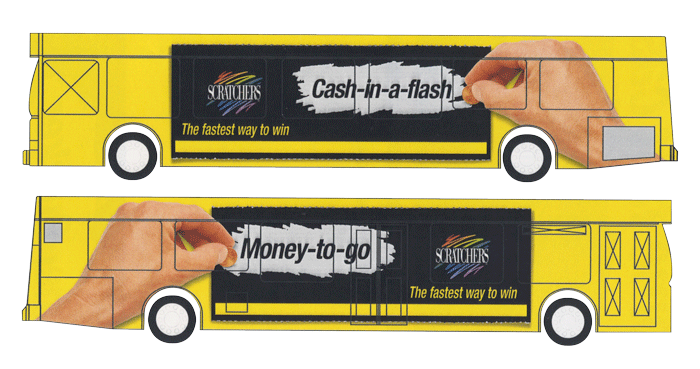 Cash-in-a-flash
SCRATCHERS
The fastest way to win
Money-to-go
SCRATCHERS
The fastest way to win